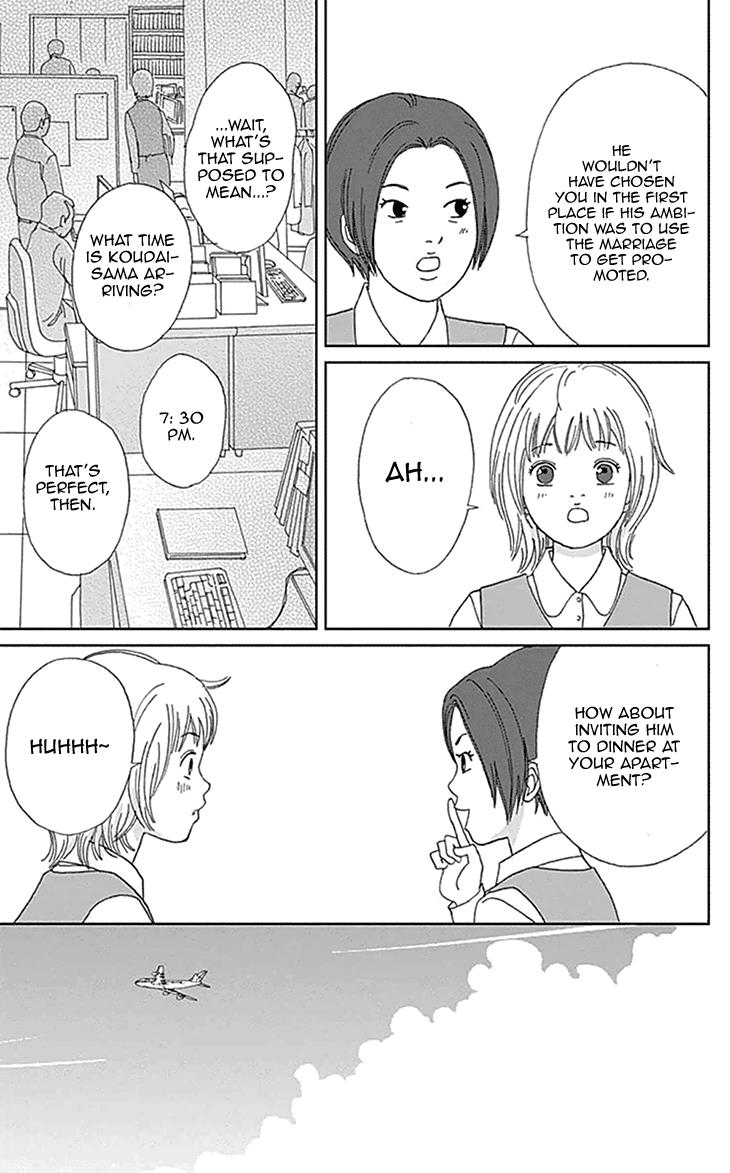 HE
WOULDN'T
HAVE CHOSEN
YOU IN THE FIRST
PLACE IF HIS AMBI-
TION WAS TO USE
THE MARRIAGE
TO GET PRO-
MOTED.
...WAIT,
WHAT'S
THAT SUP-
POSED TO
MEAN...?
WHAT TIME
IS KOUDAI-
SAMA AR-
RIVING?
7: 30
PM.
THAT'S
PERFECT,
THEN.
AH...
HOW ABOUT
INVITING HIM
TO DINNER AT
YOUR APART-
MENT?
HUHHH~